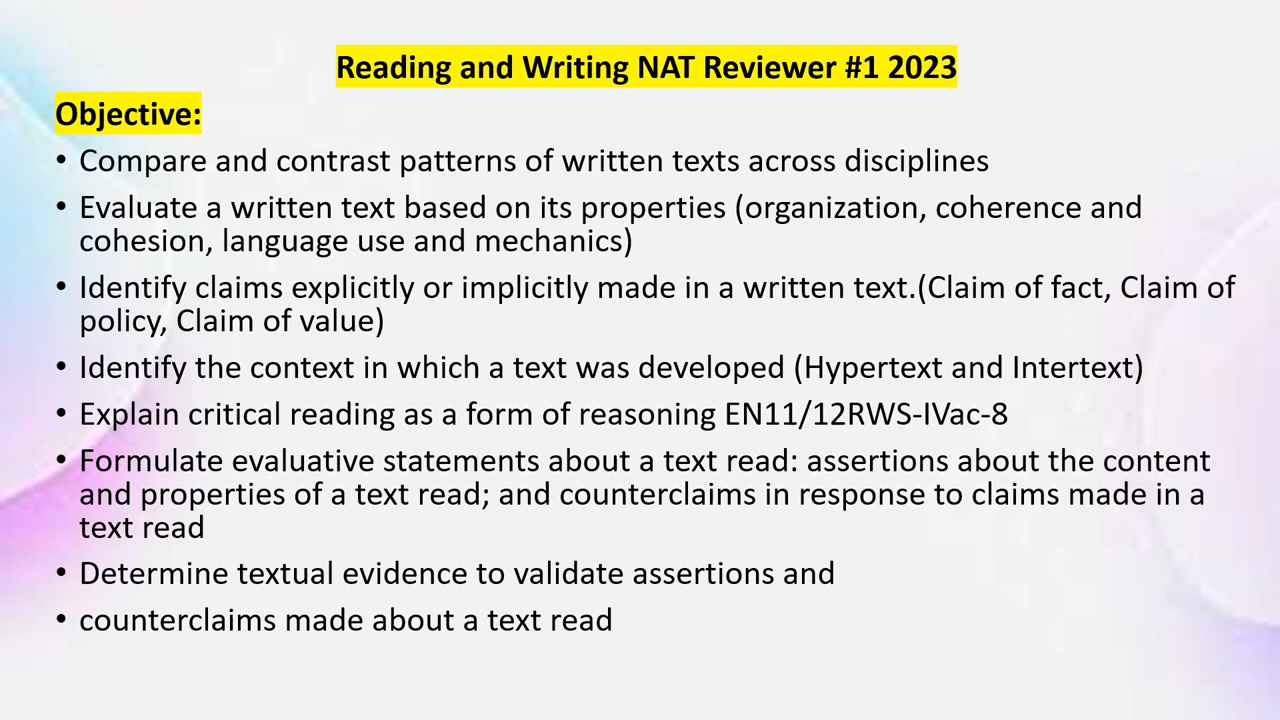 Reading and Writing NAT Reviewer #1 2023
Objective:
• Compare and contrast patterns of written texts across disciplines
• Evaluate a written text based on its properties (organization, coherence and
cohesion, language use and mechanics)
• Identify claims explicitly or implicitly made in a written text.(Claim of fact, Claim of
policy, Claim of value)
• Identify the context in which a text was developed (Hypertext and Intertext)
• Explain critical reading as a form of reasoning EN11/12RWS-IVac-8
• Formulate evaluative statements about a text read: assertions about the content
and properties of a text read; and counterclaims in response to claims made in a
text read
• Determine textual evidence to validate assertions and
• counterclaims made about a text read